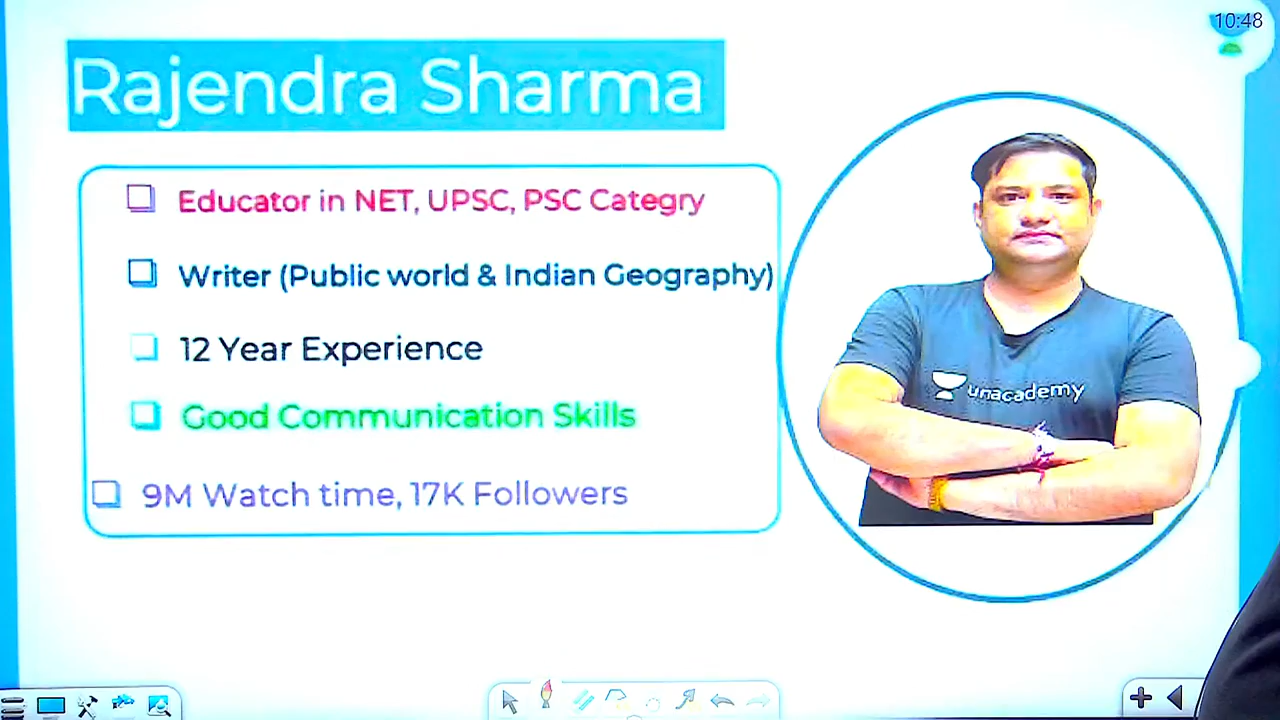 10:48
Rajendra Sharma
Educator in NET, UPSC, PSC Categry
Writer (Public world & Indian Geography)
12 Year Experience
Good Communication Skills
9M Watch time, 17K Followers
unacademy